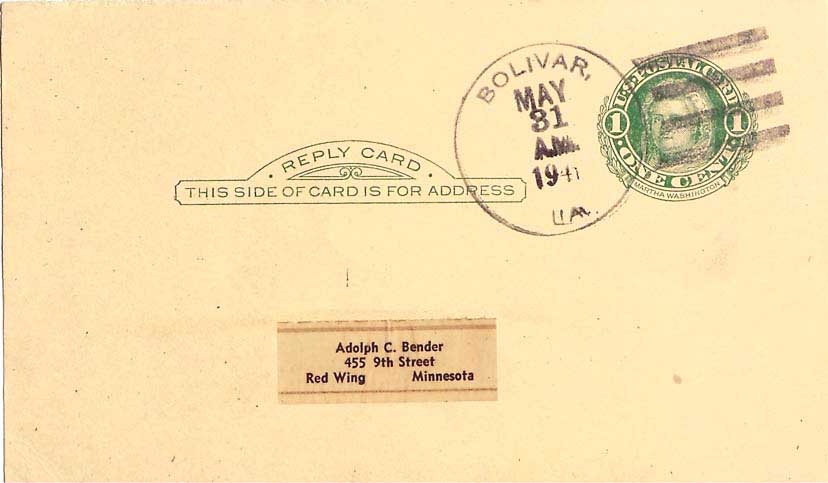 BOLIVAR,
MAY
31
A.M.
19
U.S. POSTAL CARD
1 1
ONE CENT
MARTHA WASHINGTON
· REPLY CARD ·
THIS SIDE OF CARD IS FOR ADDRESS
Adolph C. Bender
455 9th Street
Red Wing Minnesota